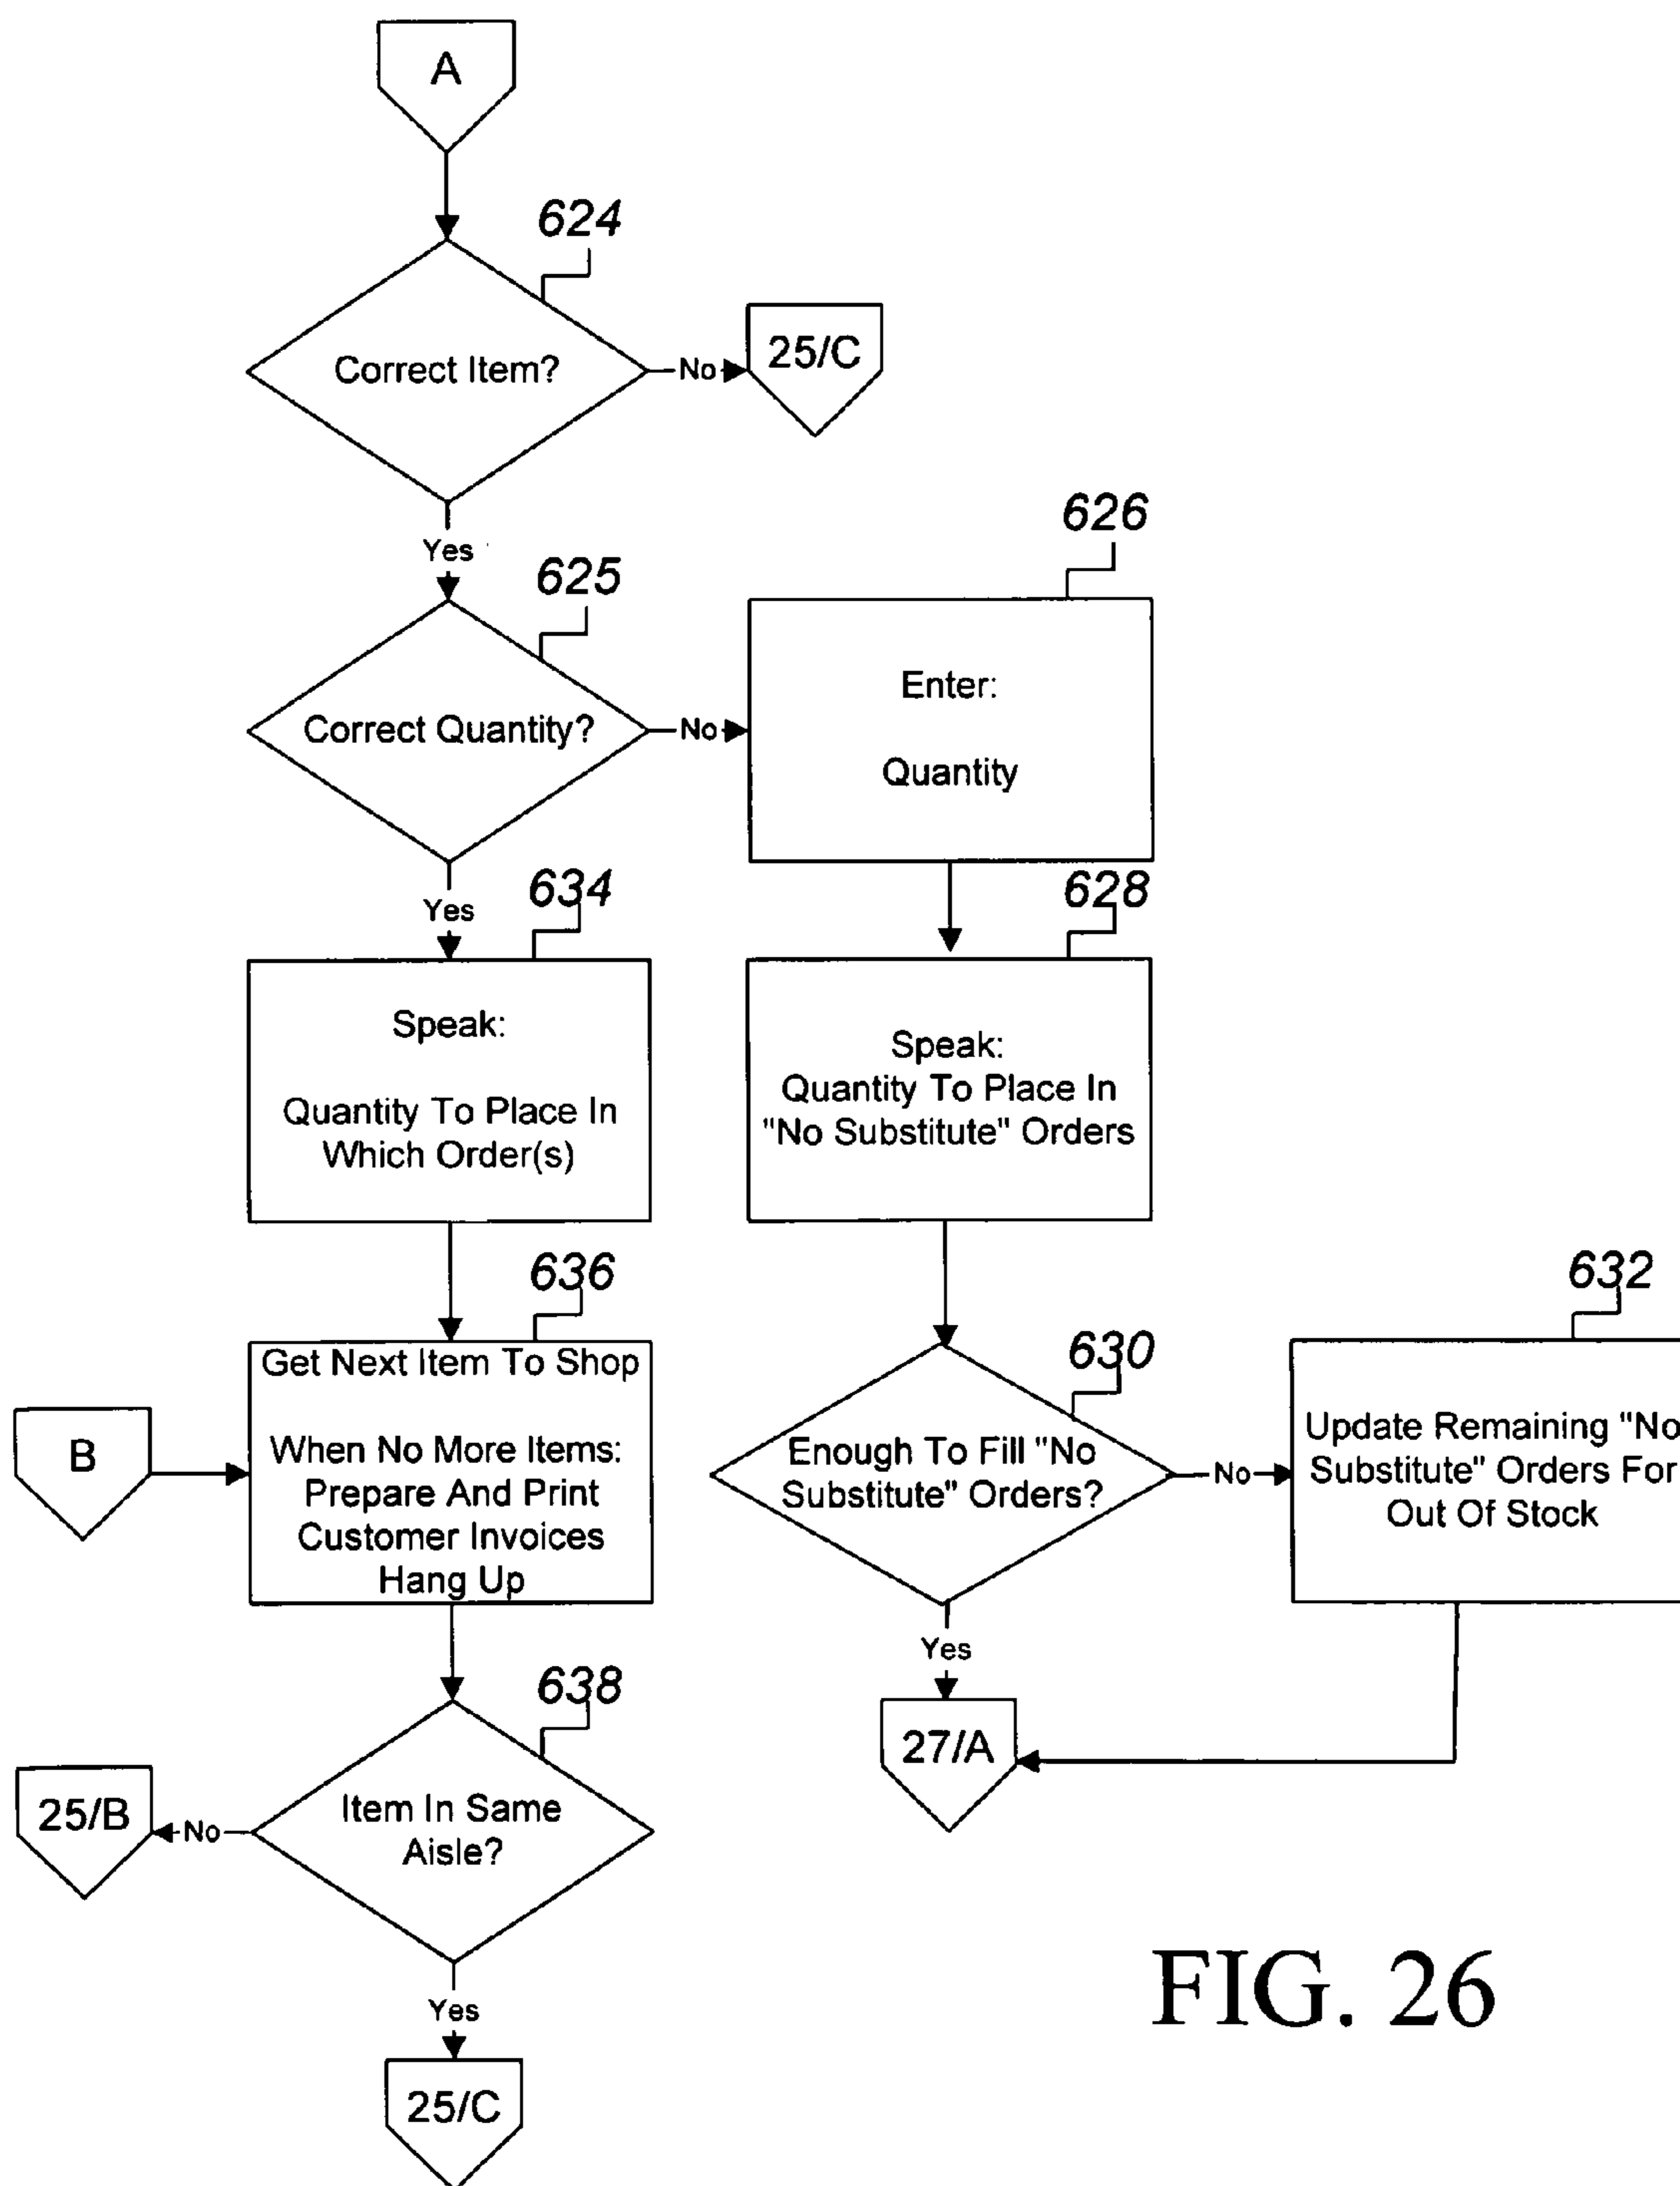 A
624
Correct Item?
No
25/C
Yes
625
626
Correct Quantity?
No
Enter:
Quantity
Yes
634
628
Speak:
Quantity To Place In
Which Order(s)
Speak:
Quantity To Place In
"No Substitute" Orders
636
630
632
B
Get Next Item To Shop
When No More Items:
Prepare And Print
Customer Invoices
Hang Up
Enough To Fill "No
Substitute" Orders?
No
Update Remaining "No
Substitute" Orders For
Out Of Stock
Yes
27/A
638
25/B
No
Item In Same
Aisle?
Yes
25/C
FIG. 26